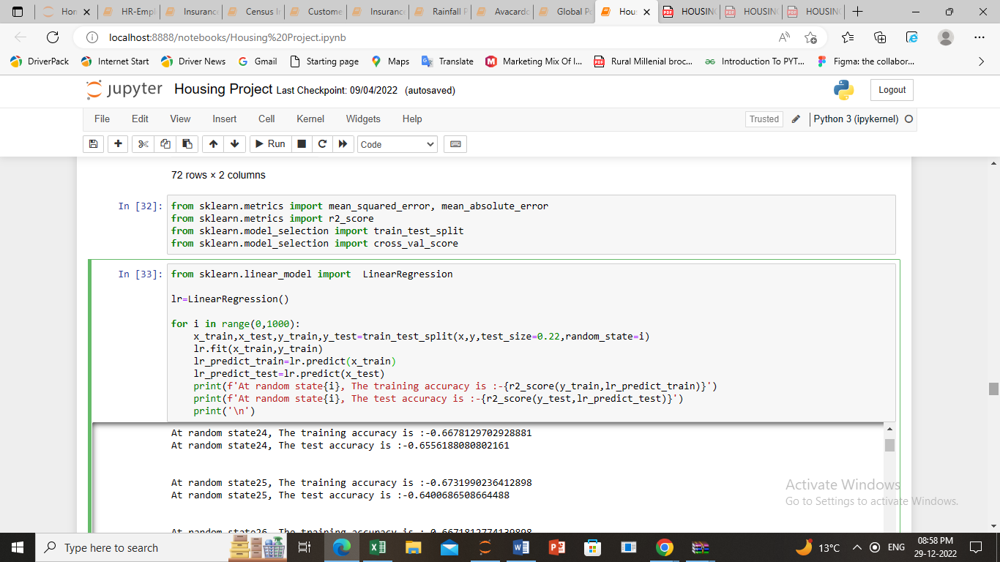 Hor
HR-Empl
Insurance
Census In
Custome
Insurance
Rainfall P
Avacardo
Global Po
Hou
HOUSING
HOUSING
HOUSING
localhost:8888/notebooks/Housing%20Project.ipynb
DriverPack
Internet Start
Driver News
Gmail
Starting page
Maps
Translate
Marketing Mix Of I...
Rural Millenial broc...
Introduction To PYT...
Figma: the collabor...
jupyter Housing Project Last Checkpoint: 09/04/2022 (autosaved)
Logout
File Edit View Insert Cell Kernel Widgets Help
Trusted
Python 3 (ipykernel)
Run
Code
72 rows × 2 columns
In [32]: from sklearn.metrics import mean_squared_error, mean_absolute_error
from sklearn.metrics import r2_score
from sklearn.model_selection import train_test_split
from sklearn.model_selection import cross_val_score
In [33]: from sklearn.linear_model import  LinearRegression
lr=LinearRegression()
for i in range(0,1000):
    x_train,x_test,y_train,y_test=train_test_split(x,y,test_size=0.22,random_state=i)
    lr.fit(x_train,y_train)
    lr_predict_train=lr.predict(x_train)
    lr_predict_test=lr.predict(x_test)
    print(f'At random state{i}, The training accuracy is :-{r2_score(y_train,lr_predict_train)}')
    print(f'At random state{i}, The test accuracy is :-{r2_score(y_test,lr_predict_test)}')
    print('\n')
At random state24, The training accuracy is :-0.6678129702928881
At random state24, The test accuracy is :-0.6556188080802161
At random state25, The training accuracy is :-0.6731990236412898
At random state25, The test accuracy is :-0.6400686508664488
At random state26, The training accuracy is :-0.6671812774139898
Activate Windows
Go to Settings to activate Windows.
Type here to search
13°C
ENG
08:58 PM
29-12-2022